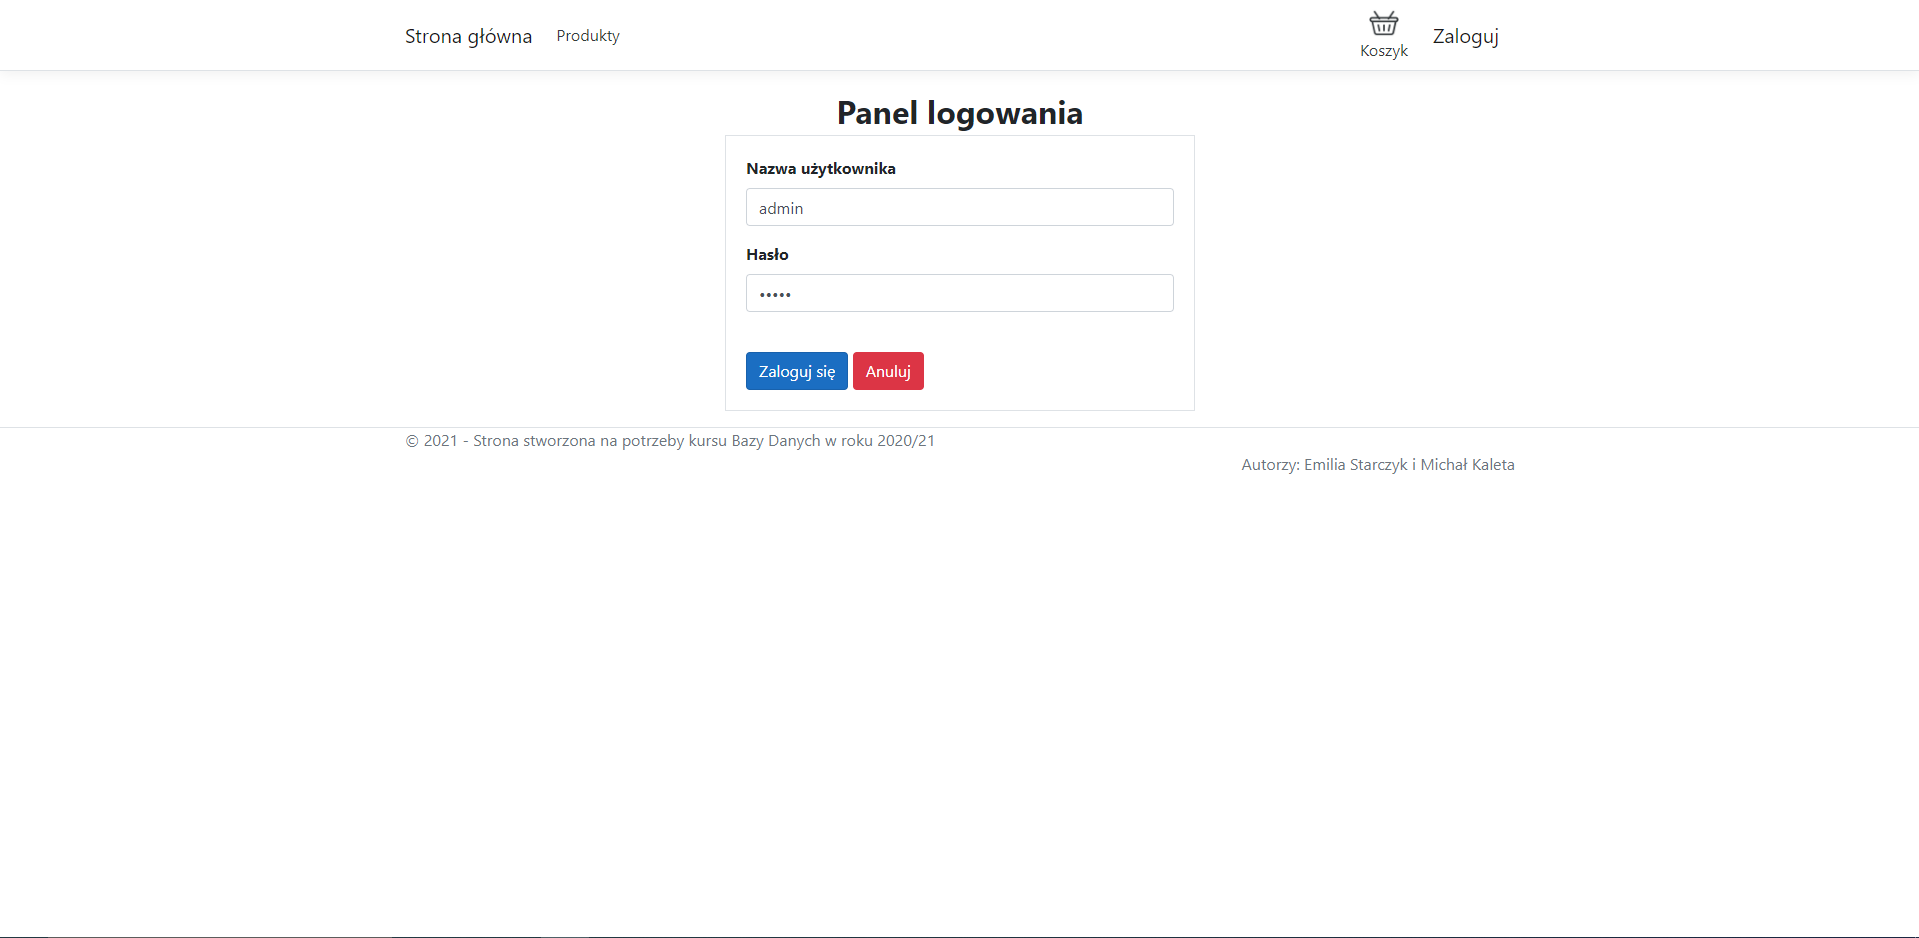 Strona główna Produkty Koszyk Zaloguj
Panel logowania
Nazwa użytkownika
admin
Hasło
•••••
Zaloguj się Anuluj
© 2021 - Strona stworzona na potrzeby kursu Bazy Danych w roku 2020/21
Autorzy: Emilia Starczyk i Michał Kaleta